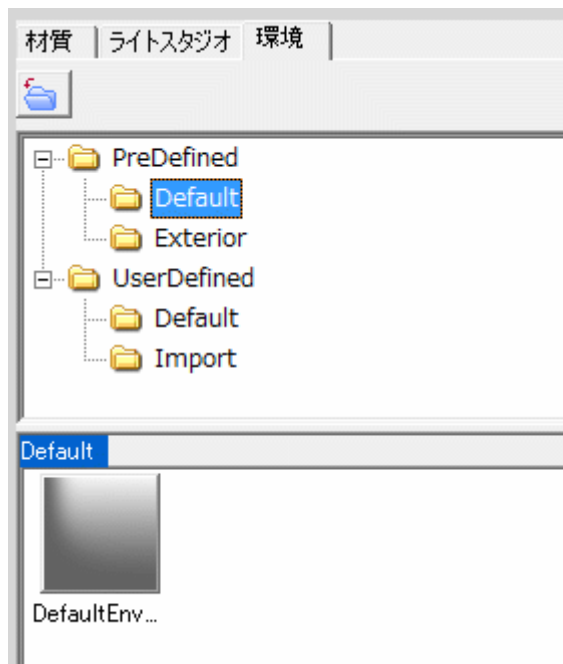 材質 ライトスタジオ 環境
PreDefined
Default
Exterior
UserDefined
Default
Import
Default
DefaultEnv...